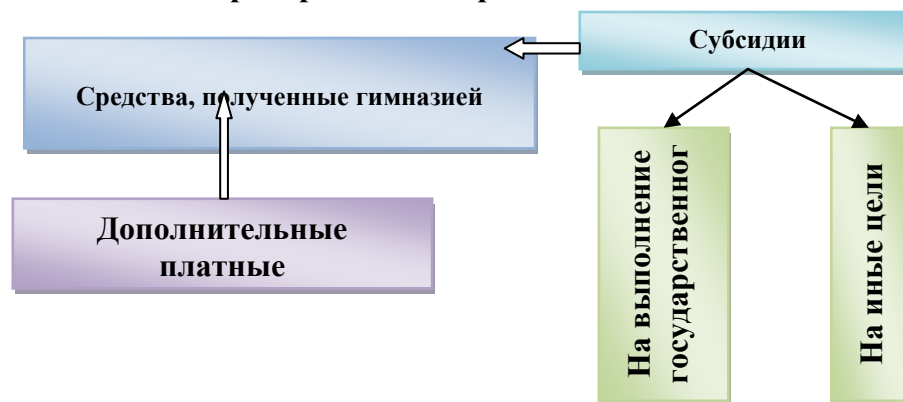 Субсидии
Средства, полученные гимназией
Дополнительные
платные
На выполнение
государственног
На иные цели